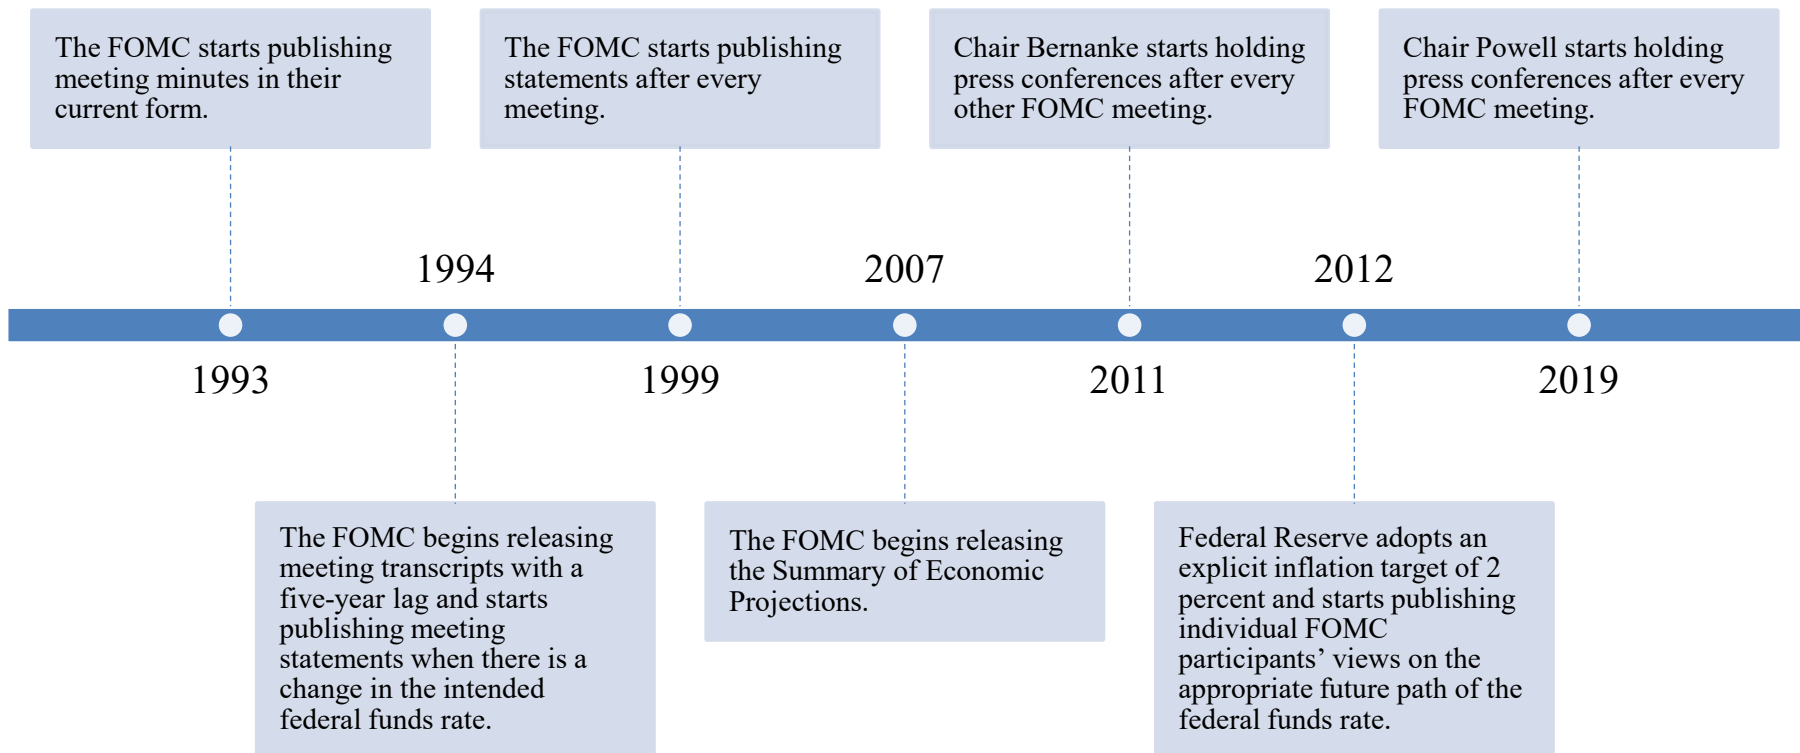 The FOMC starts publishing
meeting minutes in their
current form.
The FOMC starts publishing
statements after every
meeting.
Chair Bernanke starts holding
press conferences after every
other FOMC meeting.
Chair Powell starts holding
press conferences after every
FOMC meeting.
1994
2007
2012
1993
1999
2011
2019
The FOMC begins releasing
meeting transcripts with a
five-year lag and starts
publishing meeting
statements when there is a
change in the intended
federal funds rate.
The FOMC begins releasing
the Summary of Economic
Projections.
Federal Reserve adopts an
explicit inflation target of 2
percent and starts publishing
individual FOMC
participants’ views on the
appropriate future path of the
federal funds rate.